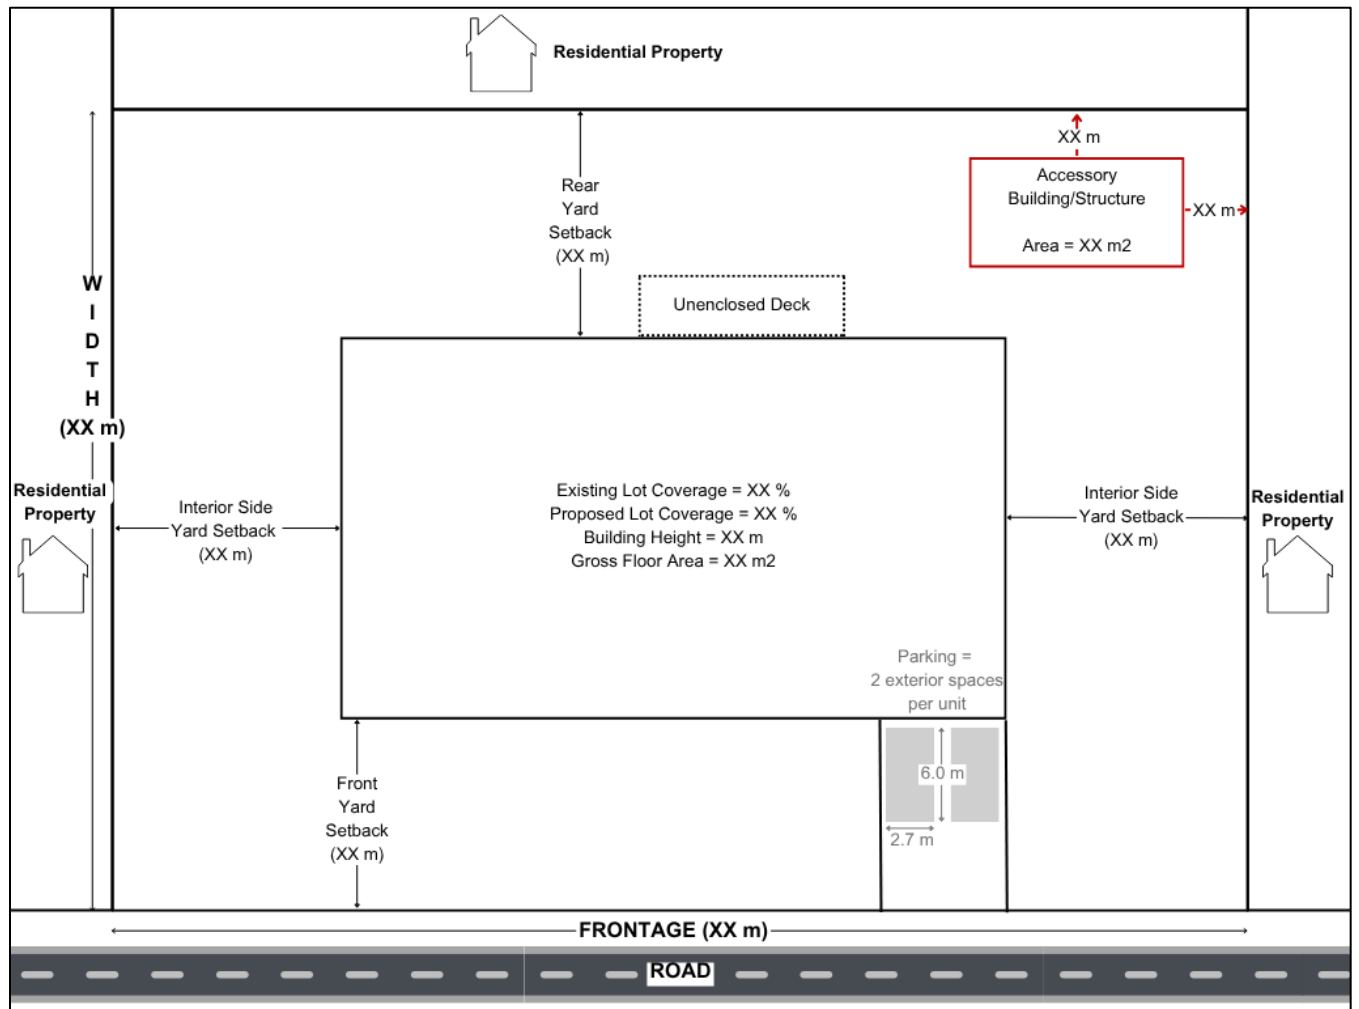 Residential Property
XX m
Accessory
Building/Structure
Area = XX m2
XX m
Rear
Yard
Setback
(XX m)
Unenclosed Deck
W
I
D
T
H
(XX m)
Residential
Property
Interior Side
Yard Setback
(XX m)
Existing Lot Coverage = XX %
Proposed Lot Coverage = XX %
Building Height = XX m
Gross Floor Area = XX m2
Interior Side
Yard Setback
(XX m)
Residential
Property
Parking =
2 exterior spaces
per unit
6.0 m
2.7 m
Front
Yard
Setback
(XX m)
FRONTAGE (XX m)
ROAD